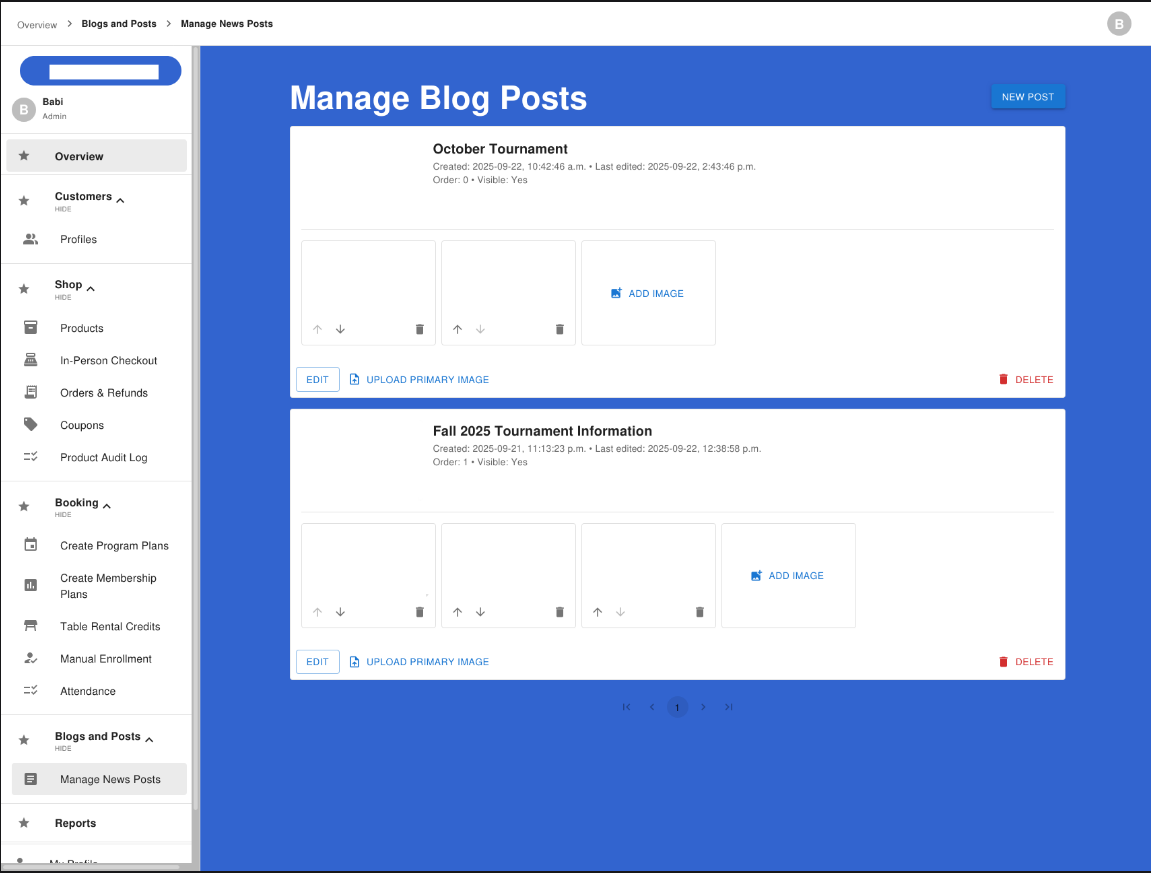 Overview > Blogs and Posts > Manage News Posts
B
B
Babi
Admin
Overview
Customers
HIDE
Profiles
Shop
HIDE
Products
In-Person Checkout
Orders & Refunds
Coupons
Product Audit Log
Booking
HIDE
Create Program Plans
Create Membership
Plans
Table Rental Credits
Manual Enrollment
Attendance
Blogs and Posts
HIDE
Manage News Posts
Reports
My Profile
Manage Blog Posts
NEW POST
October Tournament
Created: 2025-09-22, 10:42:46 a.m. • Last edited: 2025-09-22, 2:43:46 p.m.
Order: 0 • Visible: Yes
ADD IMAGE
EDIT
UPLOAD PRIMARY IMAGE
DELETE
Fall 2025 Tournament Information
Created: 2025-09-21, 11:13:23 p.m. • Last edited: 2025-09-22, 12:38:58 p.m.
Order: 1 • Visible: Yes
ADD IMAGE
EDIT
UPLOAD PRIMARY IMAGE
DELETE
1